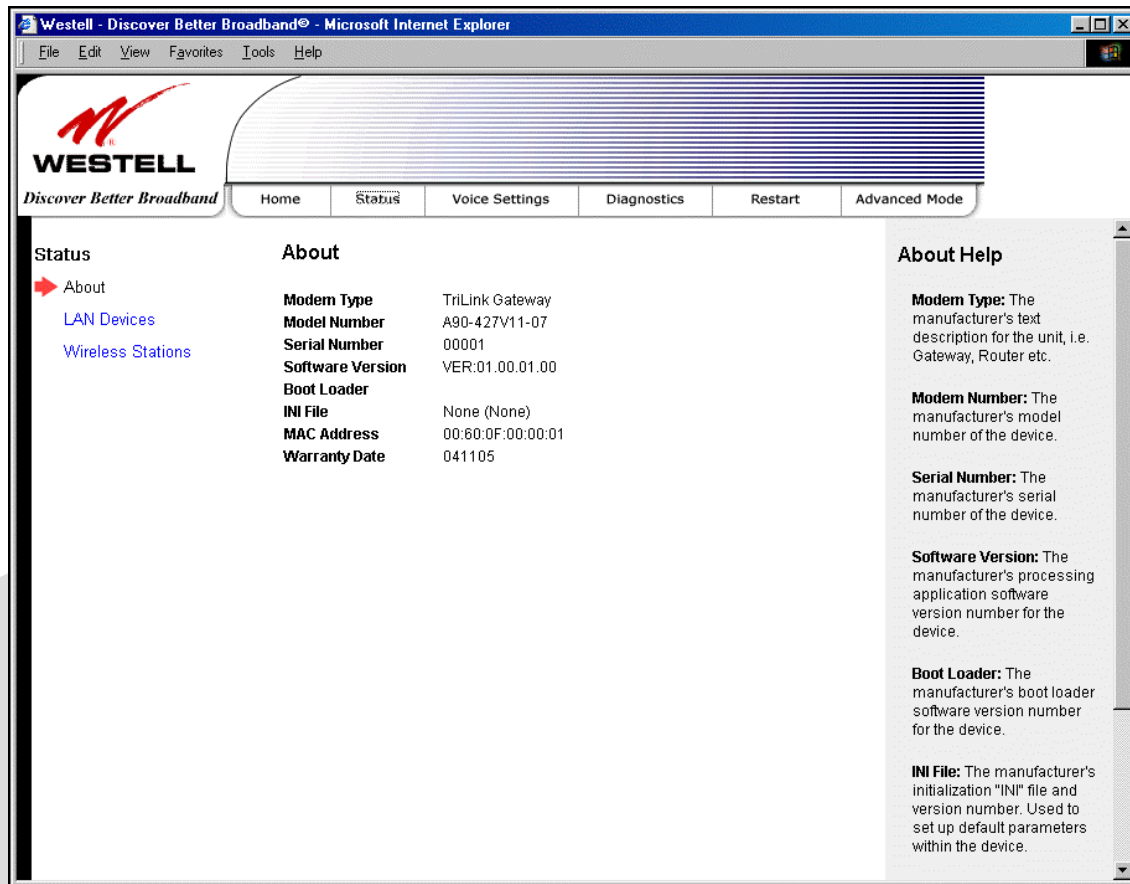 Westell - Discover Better Broadband® - Microsoft Internet Explorer
File Edit View Favorites Tools Help
WESTELL
Discover Better Broadband
Home Status Voice Settings Diagnostics Restart Advanced Mode
Status
About
LAN Devices
Wireless Stations
About
Modem Type TriLink Gateway
Model Number A90-427V11-07
Serial Number 00001
Software Version VER:01.00.01.00
Boot Loader
INI File None (None)
MAC Address 00:60:0F:00:00:01
Warranty Date 041105
About Help
Modem Type: The
manufacturer's text
description for the unit, i.e.
Gateway, Router etc.
Modem Number: The
manufacturer's model
number of the device.
Serial Number: The
manufacturer's serial
number of the device.
Software Version: The
manufacturer's processing
application software
version number for the
device.
Boot Loader: The
manufacturer's boot loader
software version number
for the device.
INI File: The manufacturer's
initialization "INI" file and
version number. Used to
set up default parameters
within the device.